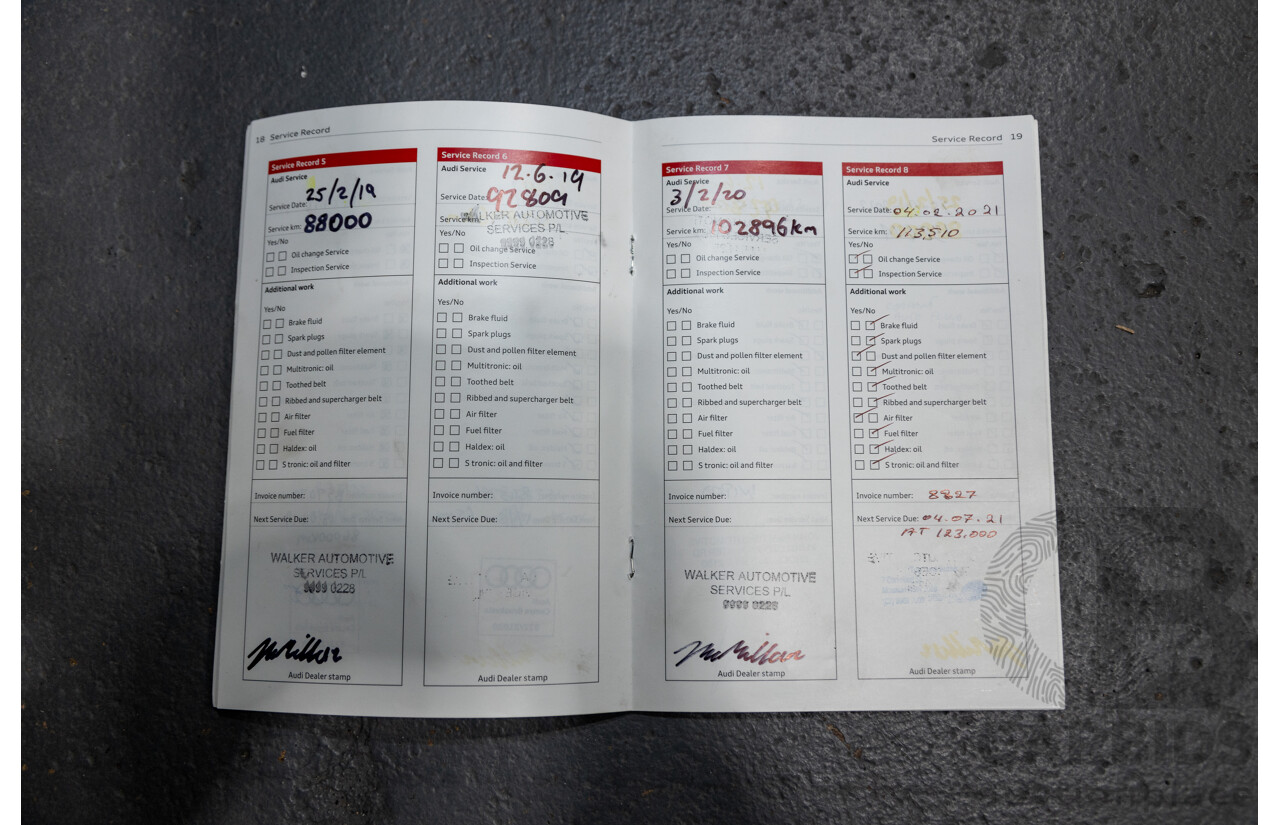 18 Service Record
Service Record 5
Audi Service
25/2/19
Service Date:
Service km: 88000
Yes/No
Oil change Service
Inspection Service
Additional work
Yes/No
Brake fluid
Spark plugs
Dust and pollen filter element
Multitronic: oil
Toothed belt
Ribbed and supercharger belt
Air filter
Fuel filter
Haldex: oil
S tronic: oil and filter
Invoice number:
Next Service Due:
WALKER AUTOMOTIVE
SERVICES P/L
9999 0228
Audi Dealer stamp
Service Record 6
Audi Service 12.6.19
Service Date: 92809
Service km:
WALKER AUTOMOTIVE
SERVICES P/L
9999 0228
Yes/No
Oil change Service
Inspection Service
Additional work
Yes/No
Brake fluid
Spark plugs
Dust and pollen filter element
Multitronic: oil
Toothed belt
Ribbed and supercharger belt
Air filter
Fuel filter
Haldex: oil
S tronic: oil and filter
Invoice number:
Next Service Due:
Audi Dealer stamp
Service Record 19
Service Record 7
Audi Service
3/2/20
Service Date:
Service km: 102896km
Yes/No
Oil change Service
Inspection Service
Additional work
Yes/No
Brake fluid
Spark plugs
Dust and pollen filter element
Multitronic: oil
Toothed belt
Ribbed and supercharger belt
Air filter
Fuel filter
Haldex: oil
S tronic: oil and filter
Invoice number:
Next Service Due:
WALKER AUTOMOTIVE
SERVICES P/L
9999 0228
McMillan
Audi Dealer stamp
Service Record 8
Audi Service
Service Date: 04.02.2021
Service km: 113,510
Yes/No
Oil change Service
Inspection Service
Additional work
Yes/No
Brake fluid
Spark plugs
Dust and pollen filter element
Multitronic: oil
Toothed belt
Ribbed and supercharger belt
Air filter
Fuel filter
Haldex: oil
S tronic: oil and filter
Invoice number: 8827
Next Service Due: 04.07.21
AT 123.000
Audi Dealer stamp
CARBIDS